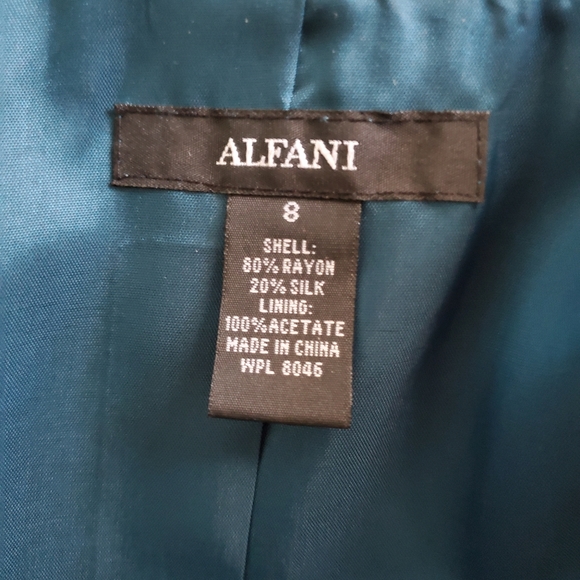 ALFANI
8
SHELL:
80% RAYON
20% SILK
LINING:
100% ACETATE
MADE IN CHINA
WPL 8046